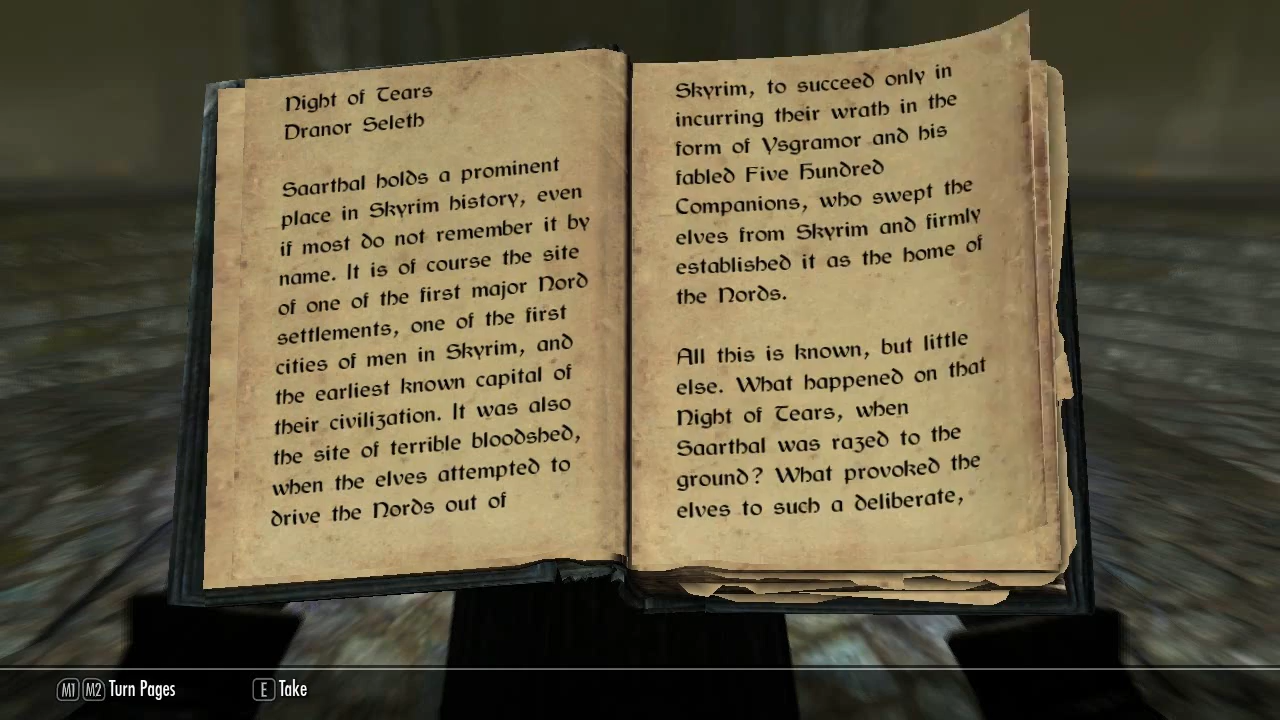 Night of Tears
Dranor Seleth
Saarthal holds a prominent
place in Skyrim history, even
if most do not remember it by
name. It is of course the site
of one of the first major Nord
settlements, one of the first
cities of men in Skyrim, and
the earliest known capital of
their civilization. It was also
the site of terrible bloodshed,
when the elves attempted to
drive the Nords out of
Skyrim, to succeed only in
incurring their wrath in the
form of Ysgramor and his
fabled Five Hundred
Companions, who swept the
elves from Skyrim and firmly
established it as the home of
the Nords.
All this is known, but little
else. What happened on that
Night of Tears, when
Saarthal was razed to the
ground? What provoked the
elves to such a deliberate,
M1 M2 Turn Pages
E Take